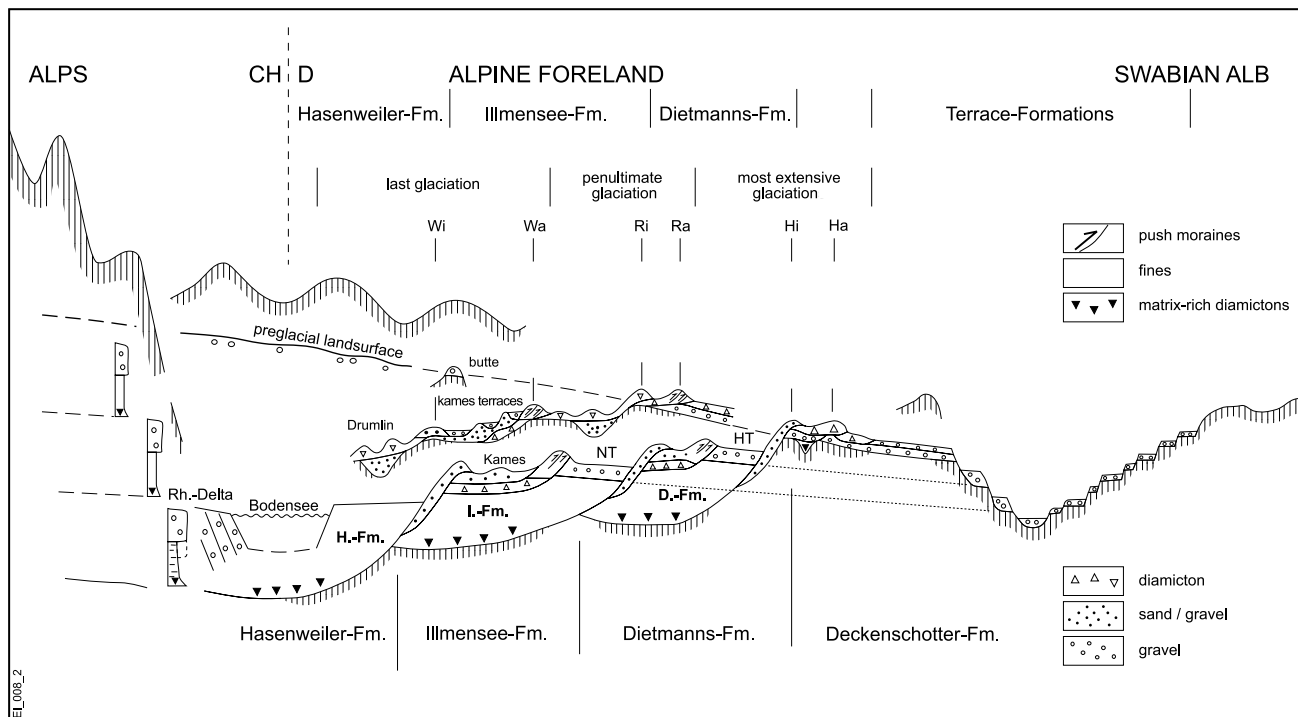 ALPS
CH D
ALPINE FORELAND
SWABIAN ALB
Hasenweiler-Fm.
Illmensee-Fm.
Dietmanns-Fm.
Terrace-Formations
last glaciation
penultimate
glaciation
most extensive
glaciation
Wi
Wa
Ri
Ra
Hi
Ha
push moraines
fines
matrix-rich diamictons
preglacial landsurface
butte
kames terraces
Drumlin
Kames
NT
HT
Rh.-Delta
Bodensee
H.-Fm.
I.-Fm.
D.-Fm.
diamicton
sand / gravel
gravel
Hasenweiler-Fm.
Illmensee-Fm.
Dietmanns-Fm.
Deckenschotter-Fm.
EI_008_2